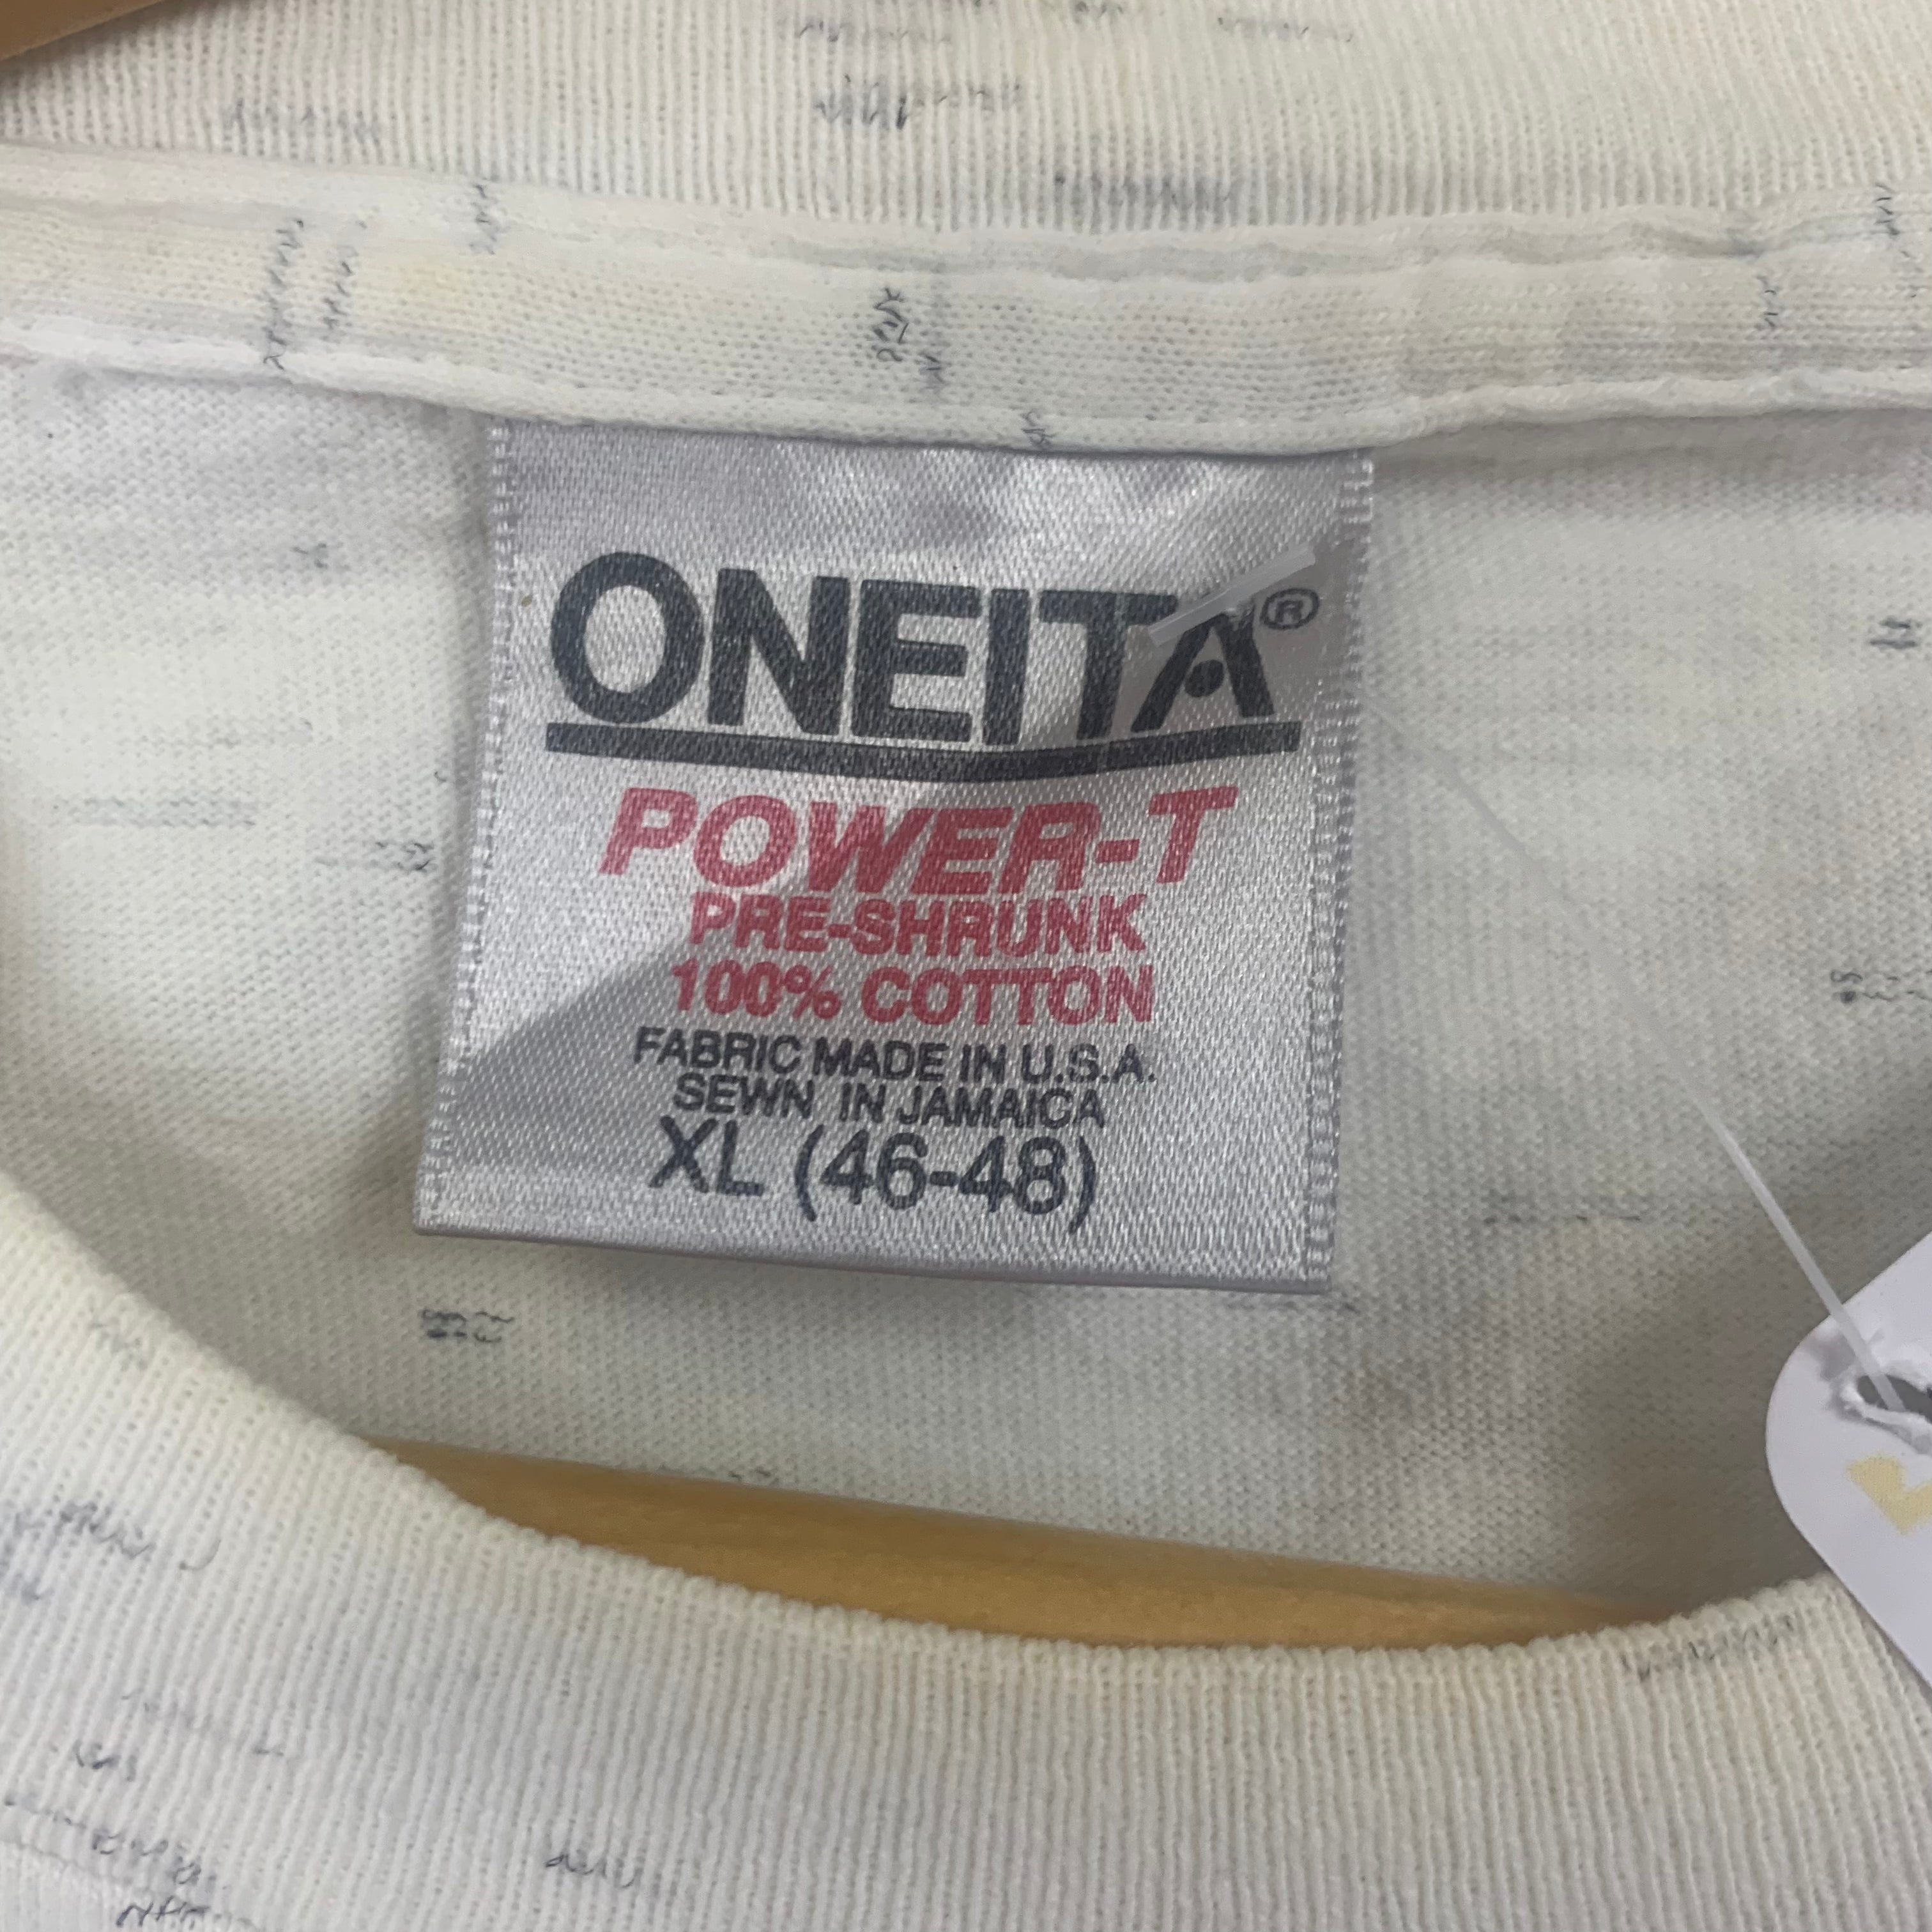 ONEITA®
POWER-T
PRE-SHRUNK
100% COTTON
FABRIC MADE IN U.S.A.
SEWN IN JAMAICA
XL (46-48)